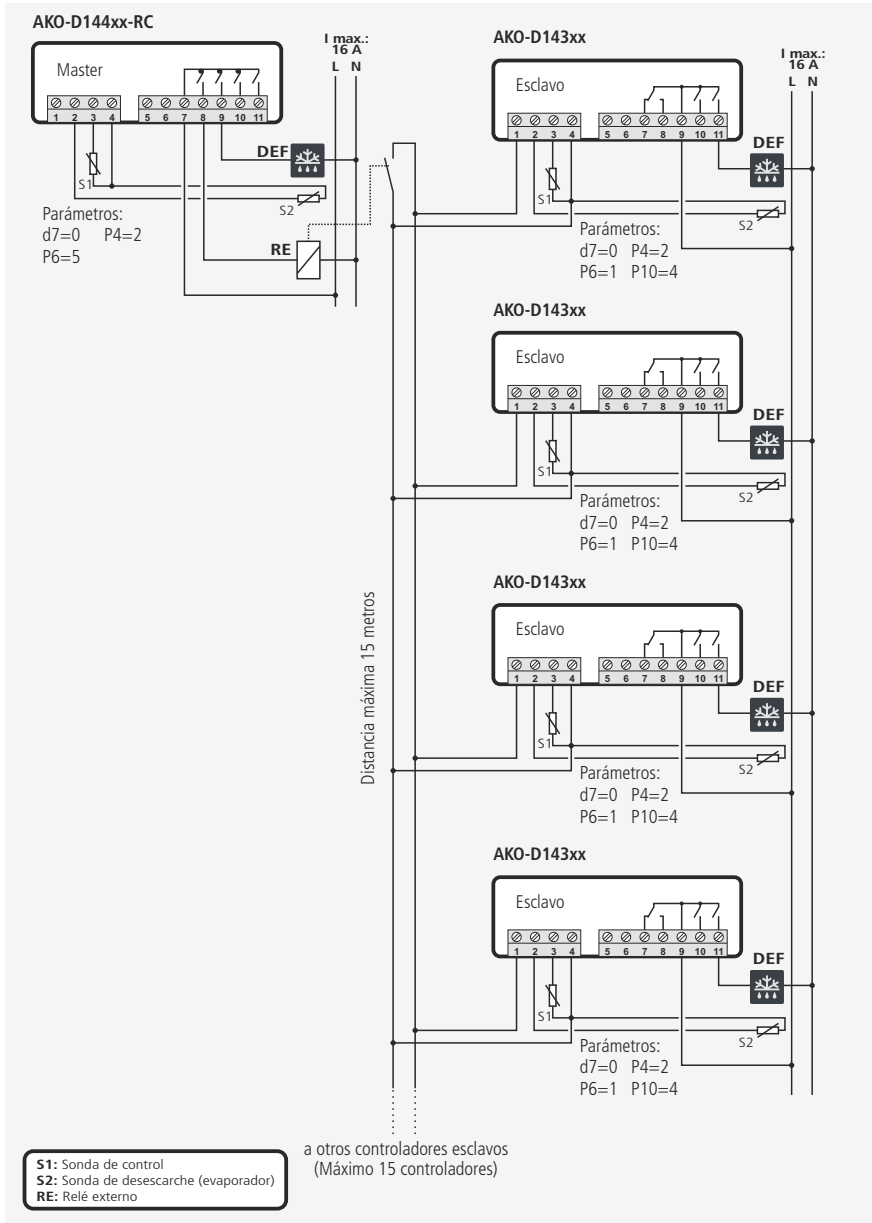 AKO-D144xx-RC
I max.:
16 A
L N
Master
1 2 3 4 5 6 7 8 9 10 11
DEF
S1
S2
Parámetros:
d7=0 P4=2
P6=5
RE
AKO-D143xx
I max.:
16 A
L N
Esclavo
1 2 3 4 5 6 7 8 9 10 11
DEF
S1
S2
Parámetros:
d7=0 P4=2
P6=1 P10=4
AKO-D143xx
Esclavo
1 2 3 4 5 6 7 8 9 10 11
DEF
S1
S2
Parámetros:
d7=0 P4=2
P6=1 P10=4
Distancia máxima 15 metros
AKO-D143xx
Esclavo
1 2 3 4 5 6 7 8 9 10 11
DEF
S1
S2
Parámetros:
d7=0 P4=2
P6=1 P10=4
AKO-D143xx
Esclavo
1 2 3 4 5 6 7 8 9 10 11
DEF
S1
S2
Parámetros:
d7=0 P4=2
P6=1 P10=4
a otros controladores esclavos
(Máximo 15 controladores)
S1: Sonda de control
S2: Sonda de desescarche (evaporador)
RE: Relé externo